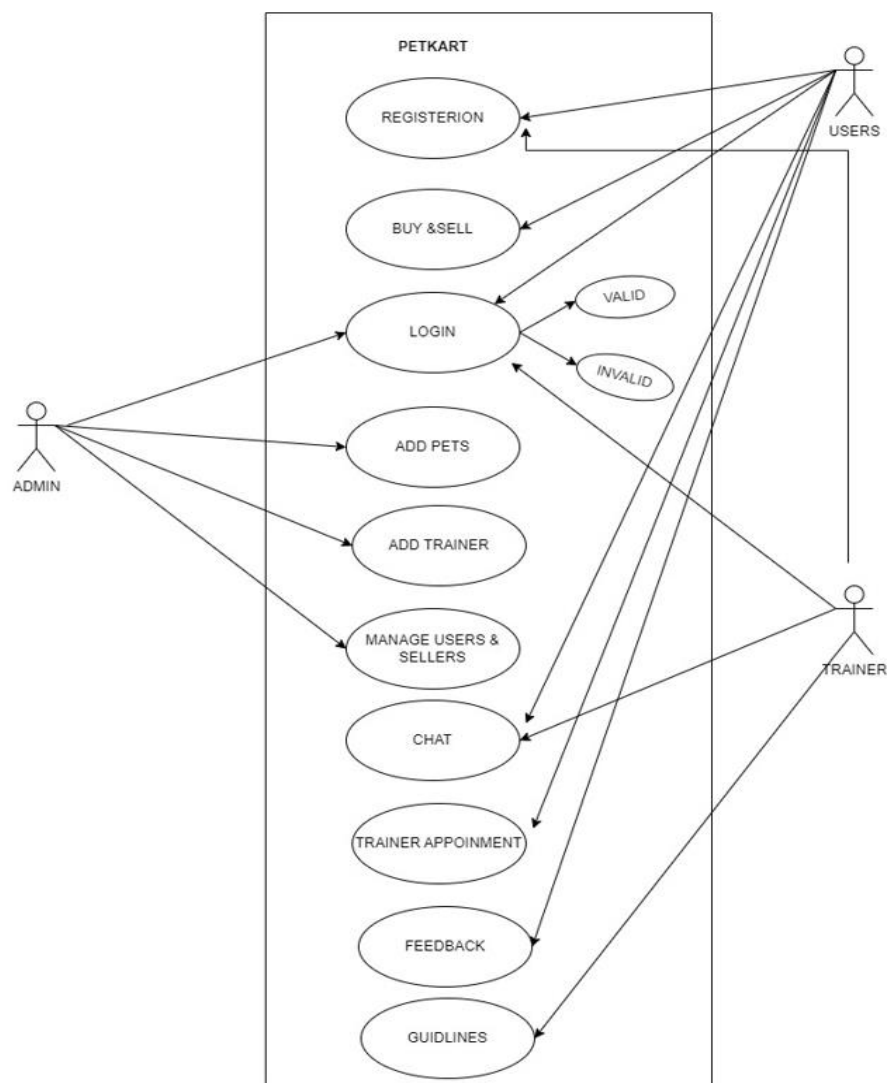 PETKART
REGISTERION
USERS
BUY &SELL
VALID
LOGIN
INVALID
ADMIN
ADD PETS
ADD TRAINER
MANAGE USERS &
SELLERS
TRAINER
CHAT
TRAINER APPOINMENT
FEEDBACK
GUIDLINES